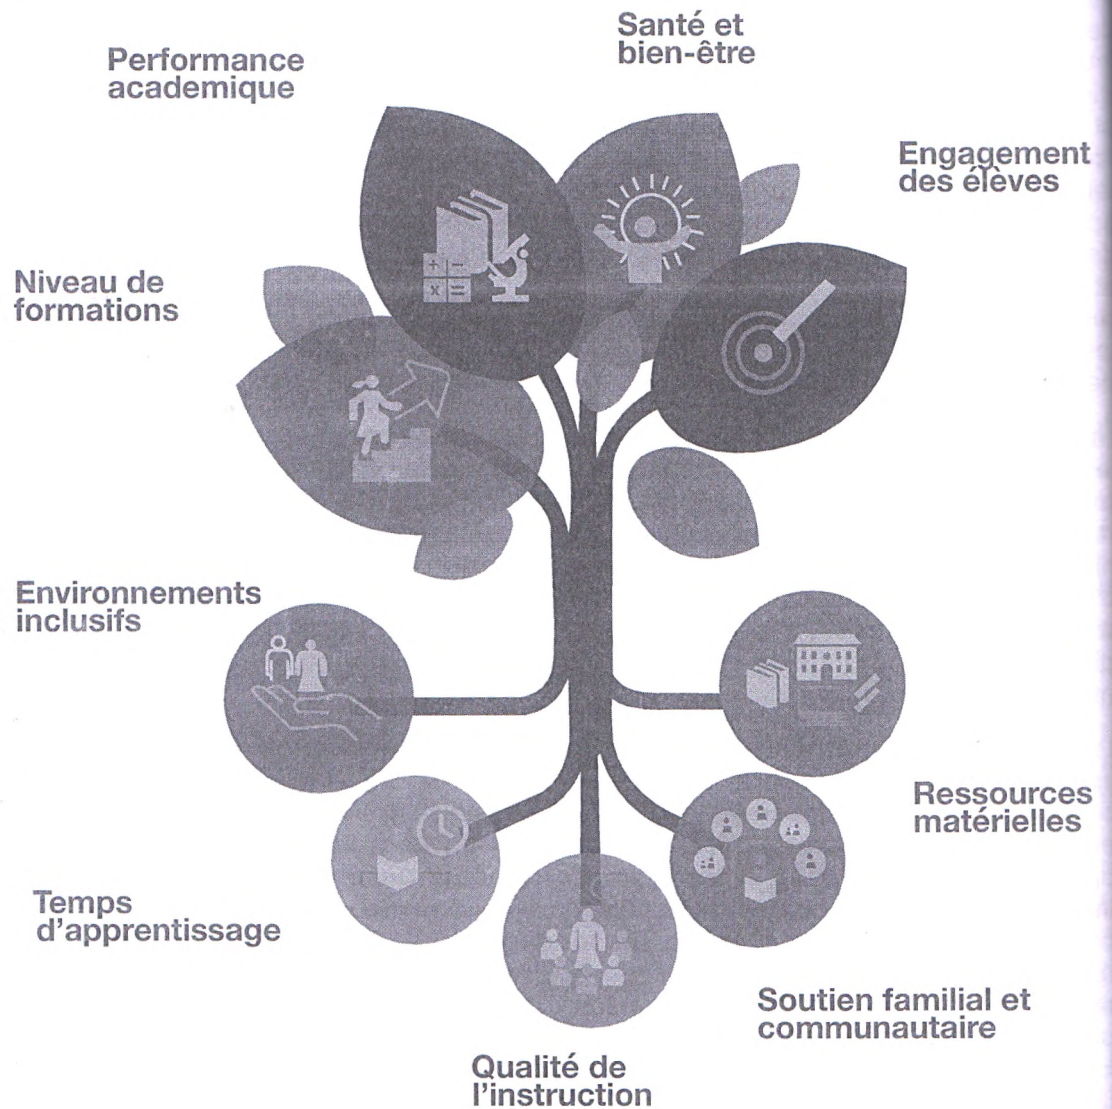 Performance
academique
Santé et
bien-être
Engagement
des élèves
Niveau de
formations
+ -
x =
Environnements
inclusifs
Ressources
matérielles
Temps
d'apprentissage
Soutien familial et
communautaire
Qualité de
l'instruction